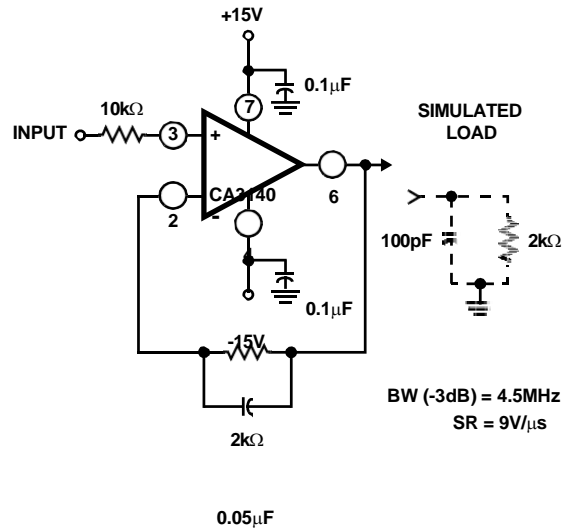 +15V
0.1μF
7
10kΩ
SIMULATED
LOAD
INPUT
3
+
CA3140
6
2
-
100pF
2kΩ
0.1μF
-15V
BW (-3dB) = 4.5MHz
SR = 9V/μs
2kΩ
0.05μF